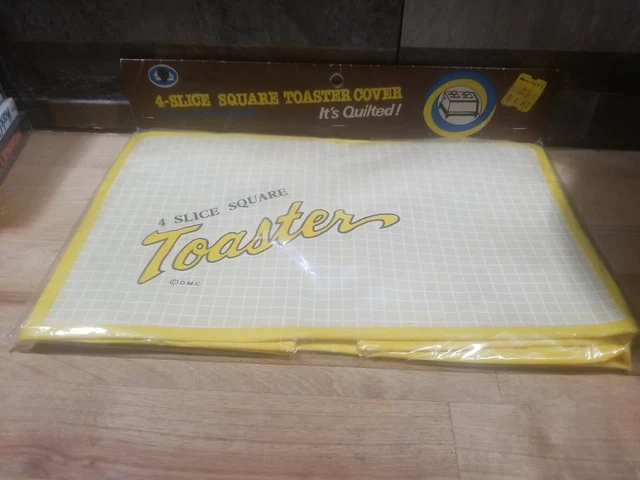 4-SLICE SQUARE TOASTER COVER
It's Quilted!
4 SLICE SQUARE
Toaster
© D.M.C